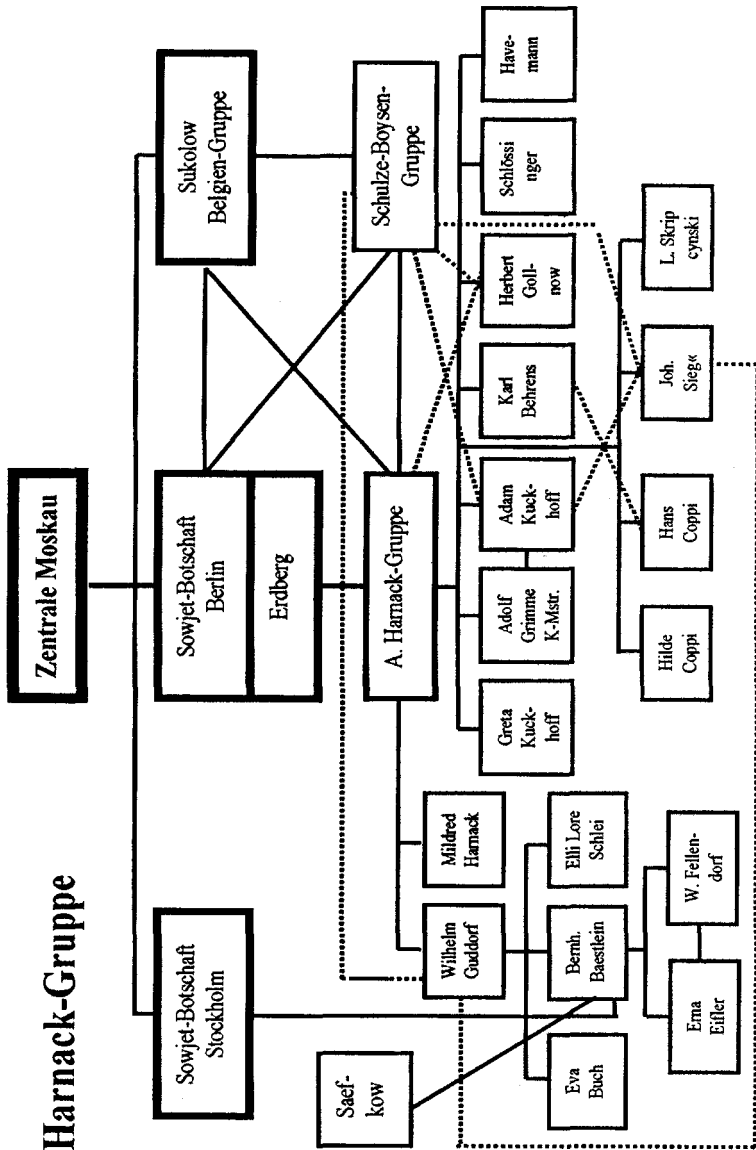 Harnack-Gruppe
Zentrale Moskau
Sowjet-Botschaft
Stockholm
Sowjet-Botschaft
Berlin
Erdberg
Sukolow
Belgien-Gruppe
A. Harnack-Gruppe
Schulze-Boysen-
Gruppe
Saef-
kow
Wilhelm
Guddorf
Mildred
Harnack
Greta
Kuck-
hoff
Adolf
Grimme
K-Mstr.
Adam
Kuck-
hoff
Karl
Behrens
Herbert
Goll-
now
Schlössi
nger
Have-
mann
Eva
Buch
Bernh.
Baestlein
Elli Lore
Schlei
Hilde
Coppi
Hans
Coppi
Joh.
Sieg«
L. Skrip
cynski
Erna
Eifler
W. Fellen-
dorf